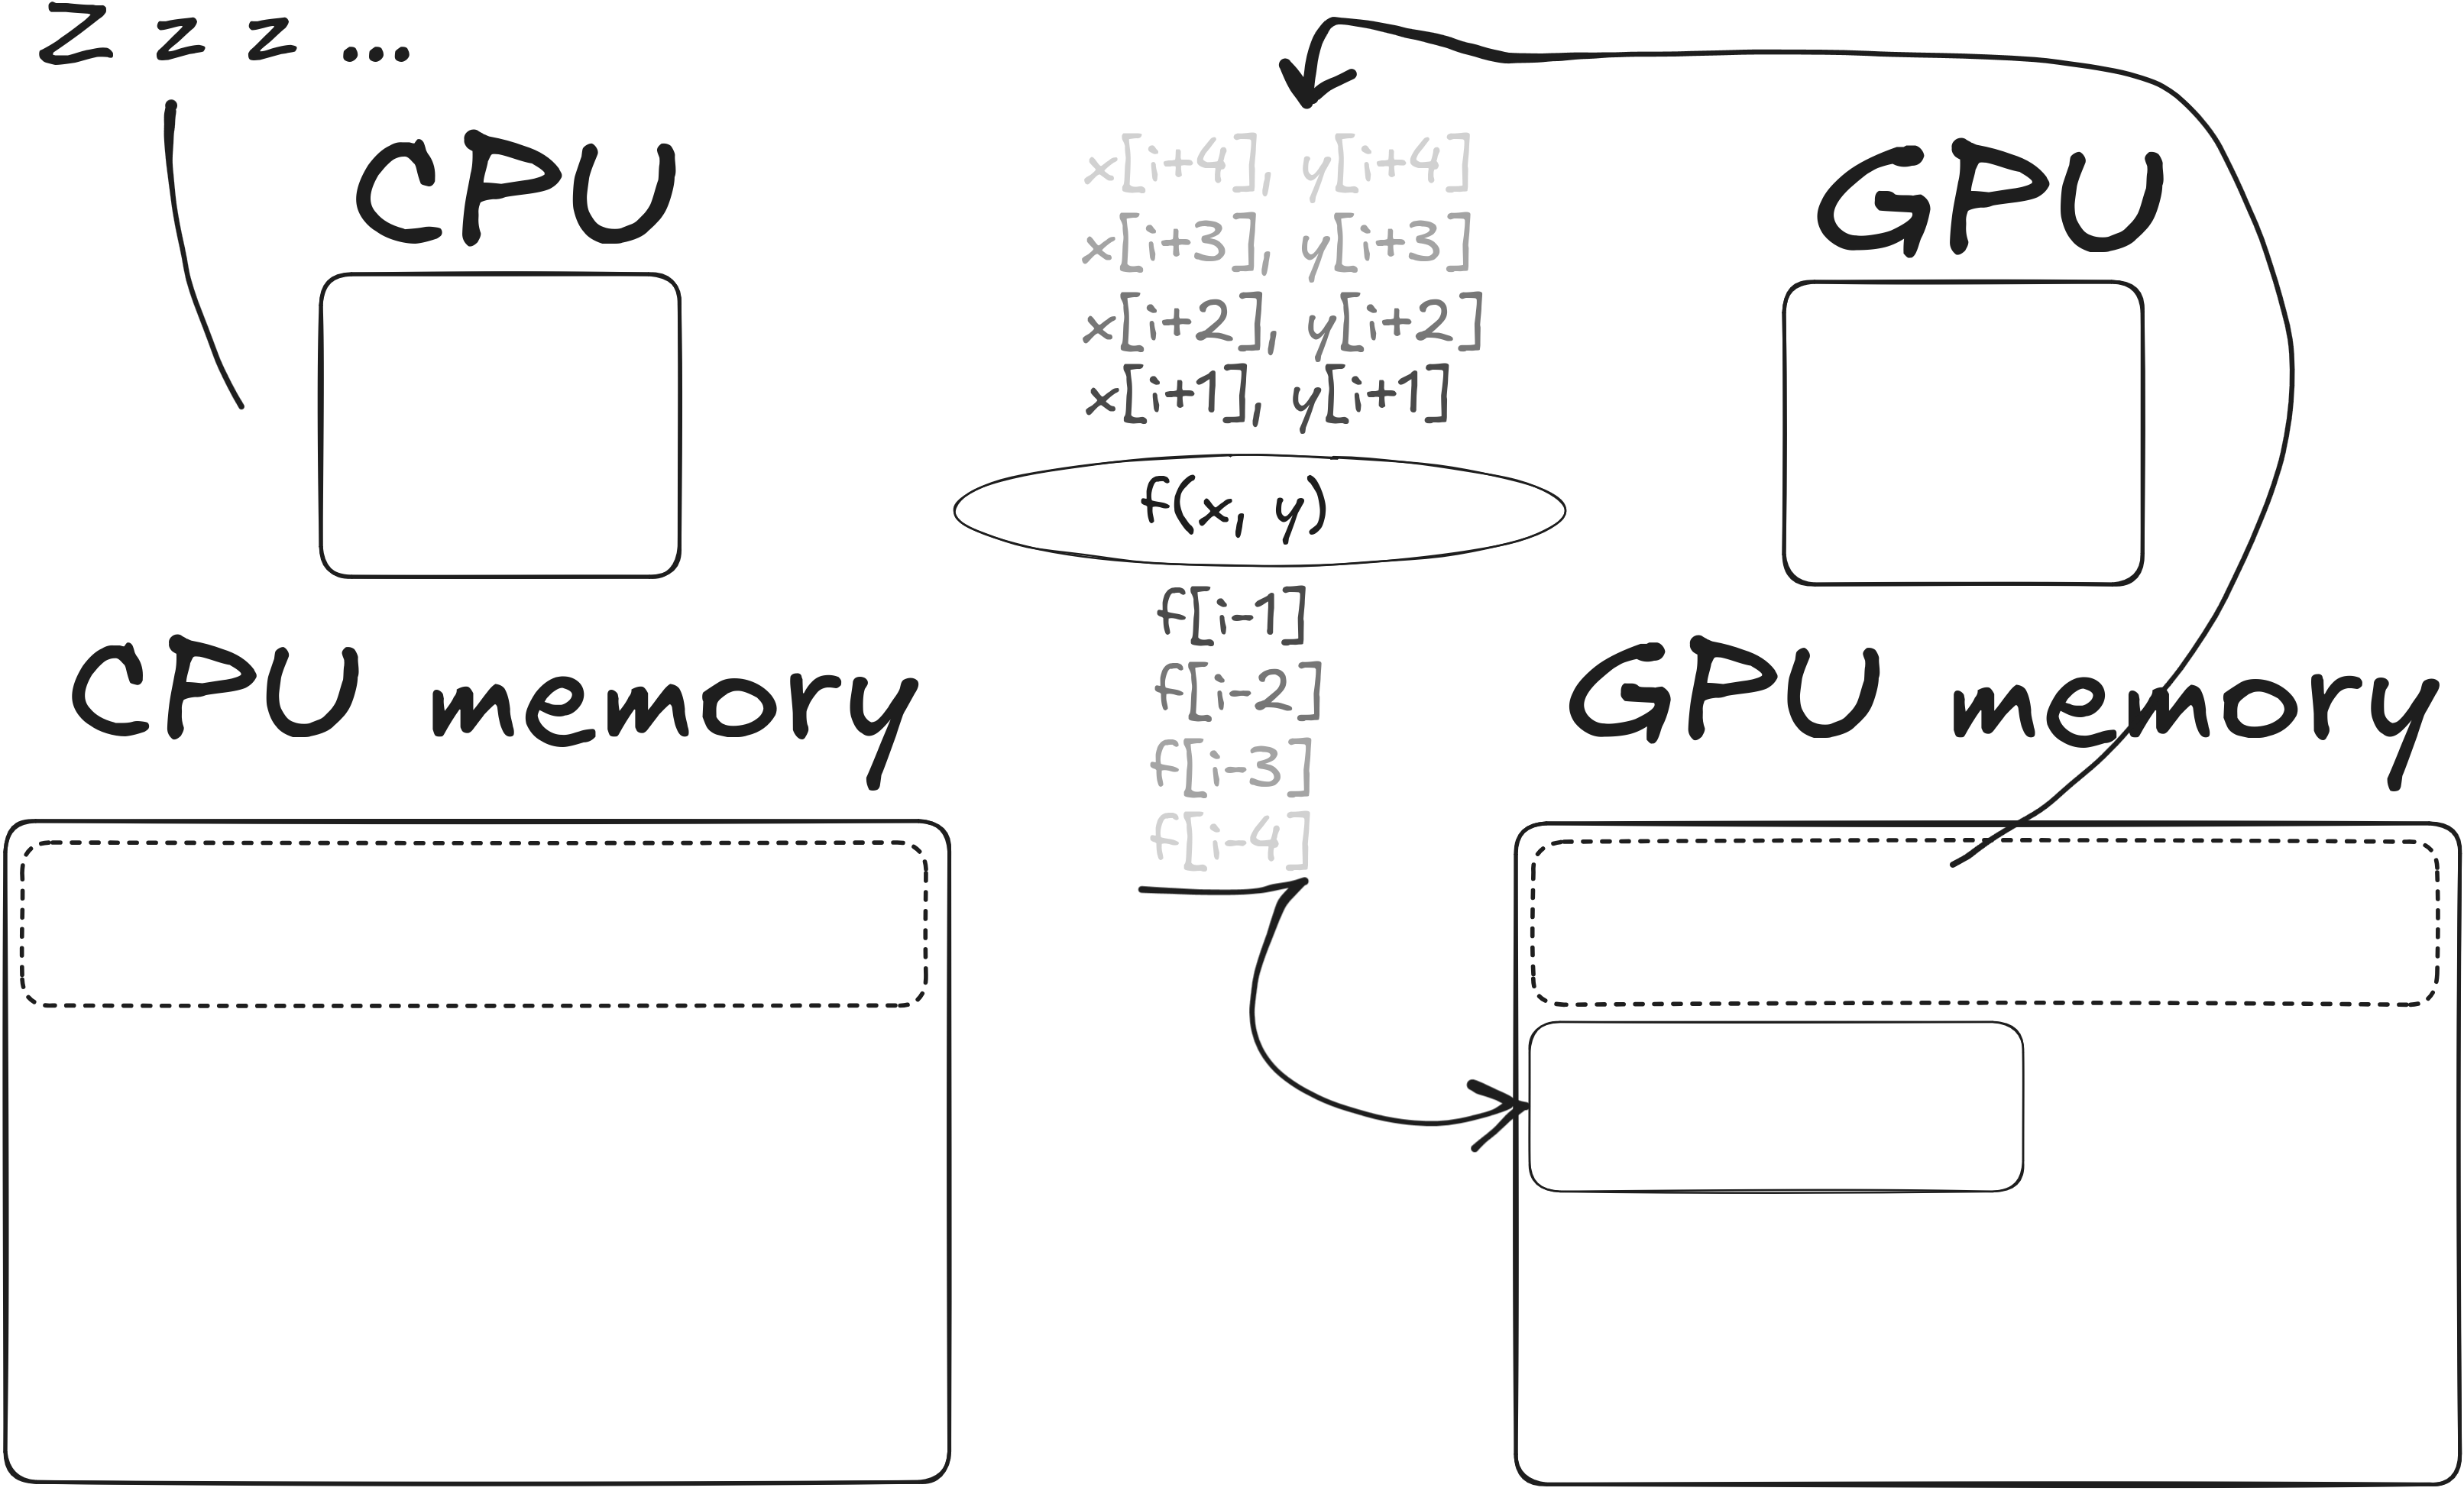 Z z z ...
CPU
GPU
x[i+4], y[i+4]
x[i+3], y[i+3]
x[i+2], y[i+2]
x[i+1], y[i+1]
f(x, y)
f[i-1]
f[i-2]
f[i-3]
f[i-4]
CPU memory
GPU memory